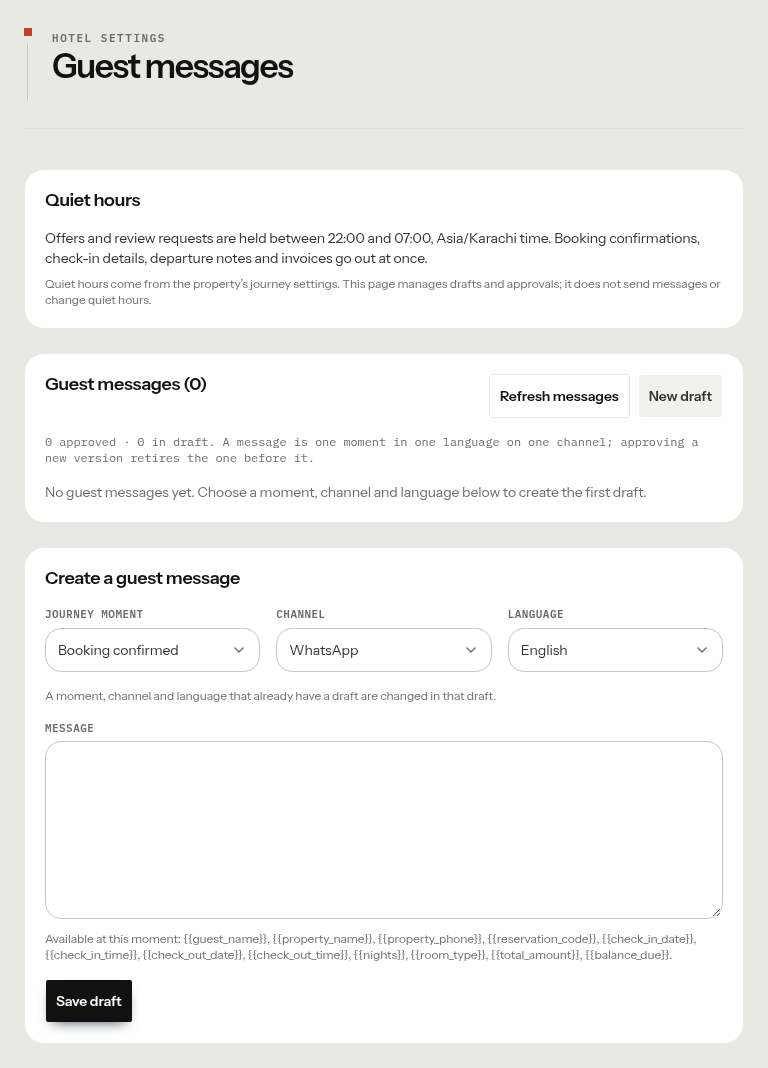 HOTEL SETTINGS
Guest messages
Quiet hours
Offers and review requests are held between 22:00 and 07:00, Asia/Karachi time. Booking confirmations,
check-in details, departure notes and invoices go out at once.
Quiet hours come from the property's journey settings. This page manages drafts and approvals; it does not send messages or
change quiet hours.
Guest messages (0)
Refresh messages
New draft
0 approved · 0 in draft. A message is one moment in one language on one channel; approving a
new version retires the one before it.
No guest messages yet. Choose a moment, channel and language below to create the first draft.
Create a guest message
JOURNEY MOMENT
CHANNEL
LANGUAGE
Booking confirmed
WhatsApp
English
A moment, channel and language that already have a draft are changed in that draft.
MESSAGE
Available at this moment: {{guest_name}}, {{property_name}}, {{property_phone}}, {{reservation_code}}, {{check_in_date}},
{{check_in_time}}, {{check_out_date}}, {{check_out_time}}, {{nights}}, {{room_type}}, {{total_amount}}, {{balance_due}}.
Save draft